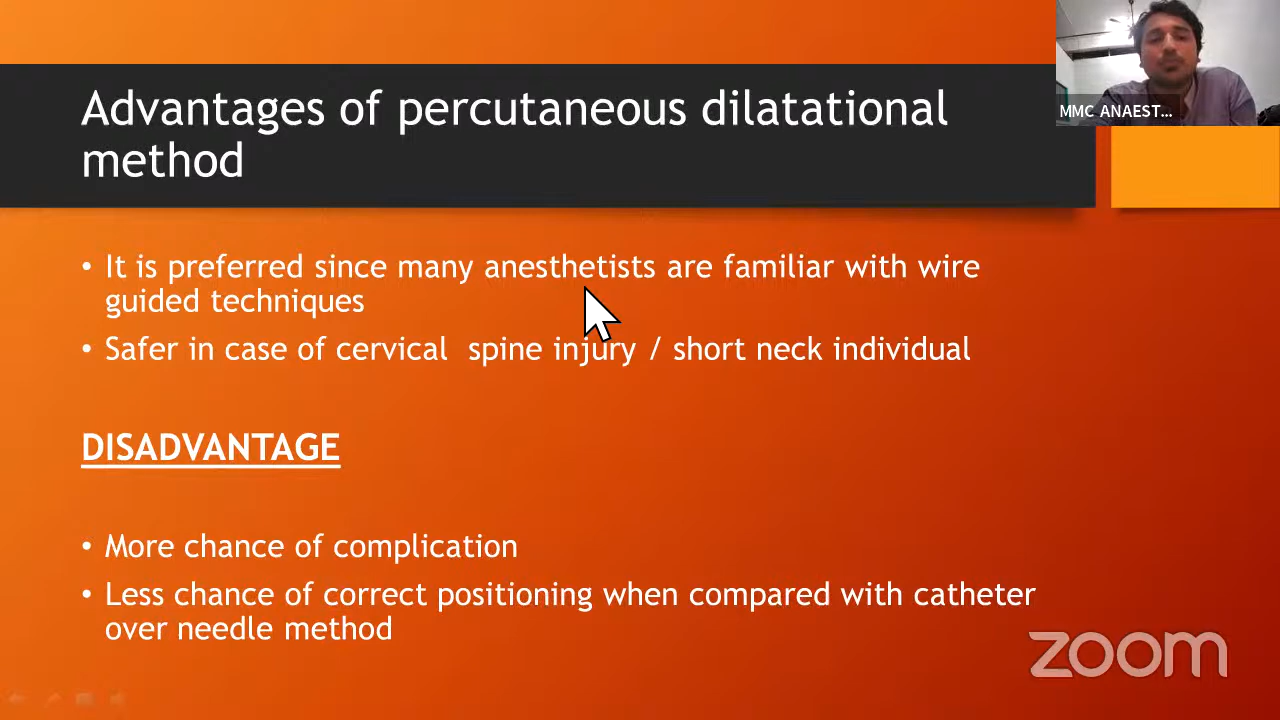 MMC ANAEST...
Advantages of percutaneous dilatational
method
• It is preferred since many anesthetists are familiar with wire
guided techniques
• Safer in case of cervical  spine injury / short neck individual
DISADVANTAGE
• More chance of complication
• Less chance of correct positioning when compared with catheter
over needle method
zoom